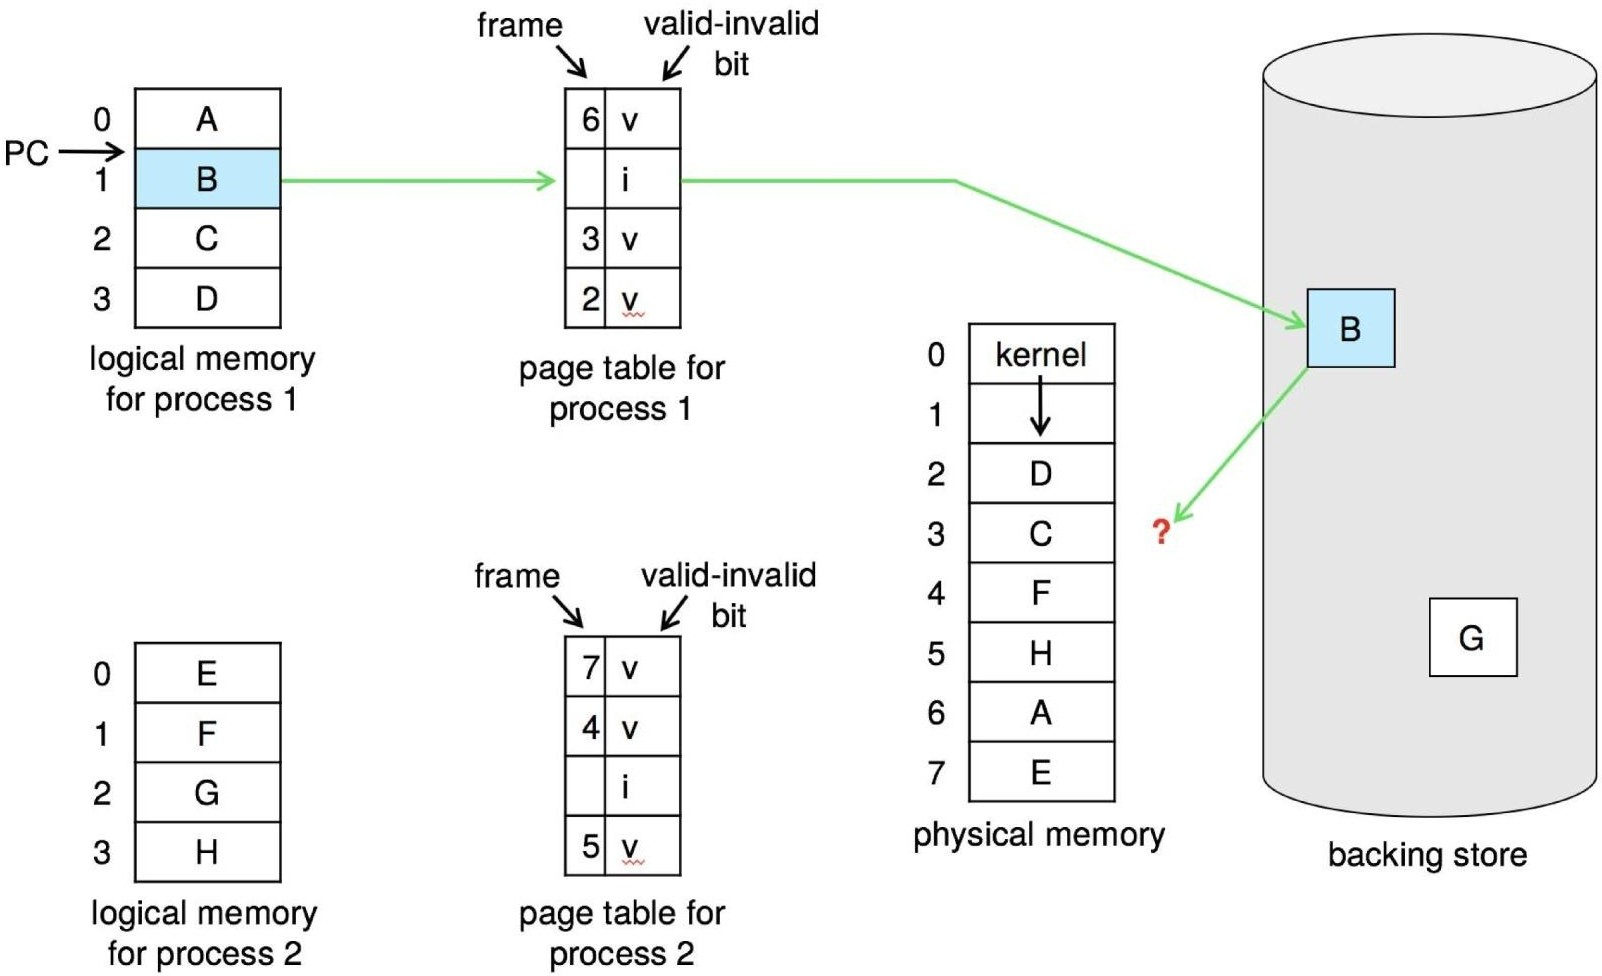 frame
valid-invalid
bit
PC
0 A
1 B
2 C
3 D
logical memory
for process 1
6 v
i
3 v
2 v
page table for
process 1
0 kernel
1
2 D
3 C
4 F
5 H
6 A
7 E
physical memory
?
B
G
backing store
frame
valid-invalid
bit
0 E
1 F
2 G
3 H
logical memory
for process 2
7 v
4 v
i
5 v
page table for
process 2